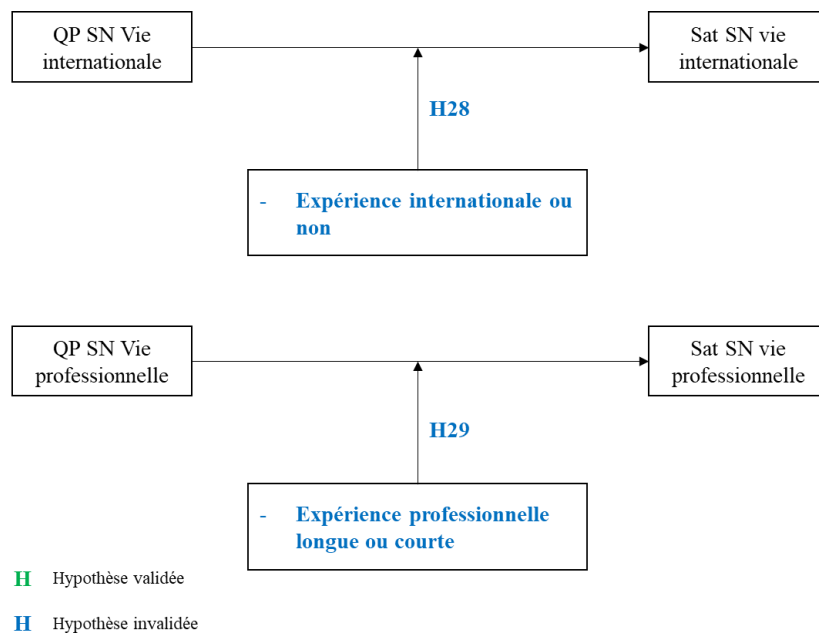 QP SN Vie
internationale
Sat SN vie
internationale
H28
- Expérience internationale ou
non
QP SN Vie
professionnelle
Sat SN vie
professionnelle
H29
- Expérience professionnelle
longue ou courte
H Hypothèse validée
H Hypothèse invalidée